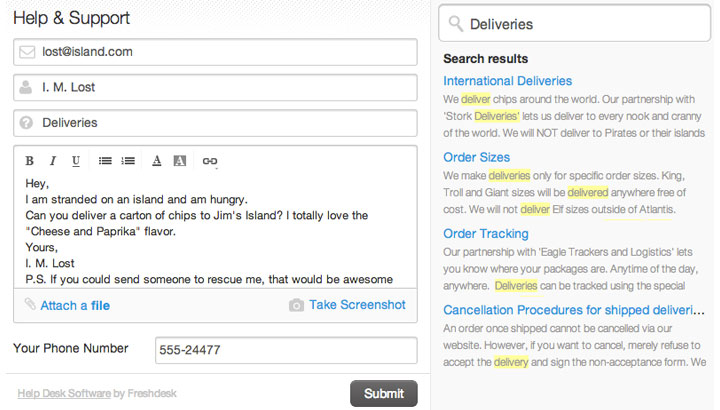 Help & Support
lost@island.com
I. M. Lost
Deliveries
B I U A A
Hey,
I am stranded on an island and am hungry.
Can you deliver a carton of chips to Jim's Island? I totally love the
"Cheese and Paprika" flavor.
Yours,
I. M. Lost
P.S. If you could send someone to rescue me, that would be awesome
Attach a file
Take Screenshot
Your Phone Number
555-24477
Help Desk Software by Freshdesk
Submit
Deliveries
Search results
International Deliveries
We deliver chips around the world. Our partnership with
'Stork Deliveries' lets us deliver to every nook and cranny
of the world. We will NOT deliver to Pirates or their islands
Order Sizes
We make deliveries only for specific order sizes. King,
Troll and Giant sizes will be delivered anywhere free of
cost. We will not deliver Elf sizes outside of Atlantis.
Order Tracking
Our partnership with 'Eagle Trackers and Logistics' lets
you know where your packages are. Anytime of the day,
anywhere. Deliveries can be tracked using the special
Cancellation Procedures for shipped deliveri...
An order once shipped cannot be cancelled via our
website. However, if you want to cancel, merely refuse to
accept the delivery and sign the non-acceptance form. We